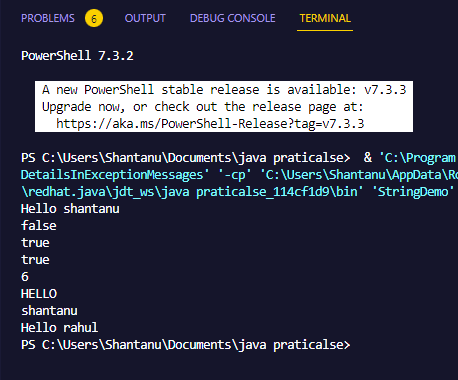 PROBLEMS 6 OUTPUT DEBUG CONSOLE TERMINAL
PowerShell 7.3.2
A new PowerShell stable release is available: v7.3.3
Upgrade now, or check out the release page at:
https://aka.ms/PowerShell-Release?tag=v7.3.3
PS C:\Users\Shantanu\Documents\java praticalse>  & 'C:\Program
DetailsInExceptionMessages' '-cp' 'C:\Users\Shantanu\AppData\Ro
\redhat.java\jdt_ws\java praticalse_114cf1d9\bin' 'StringDemo'
Hello shantanu
false
true
true
6
HELLO
shantanu
Hello rahul
PS C:\Users\Shantanu\Documents\java praticalse>